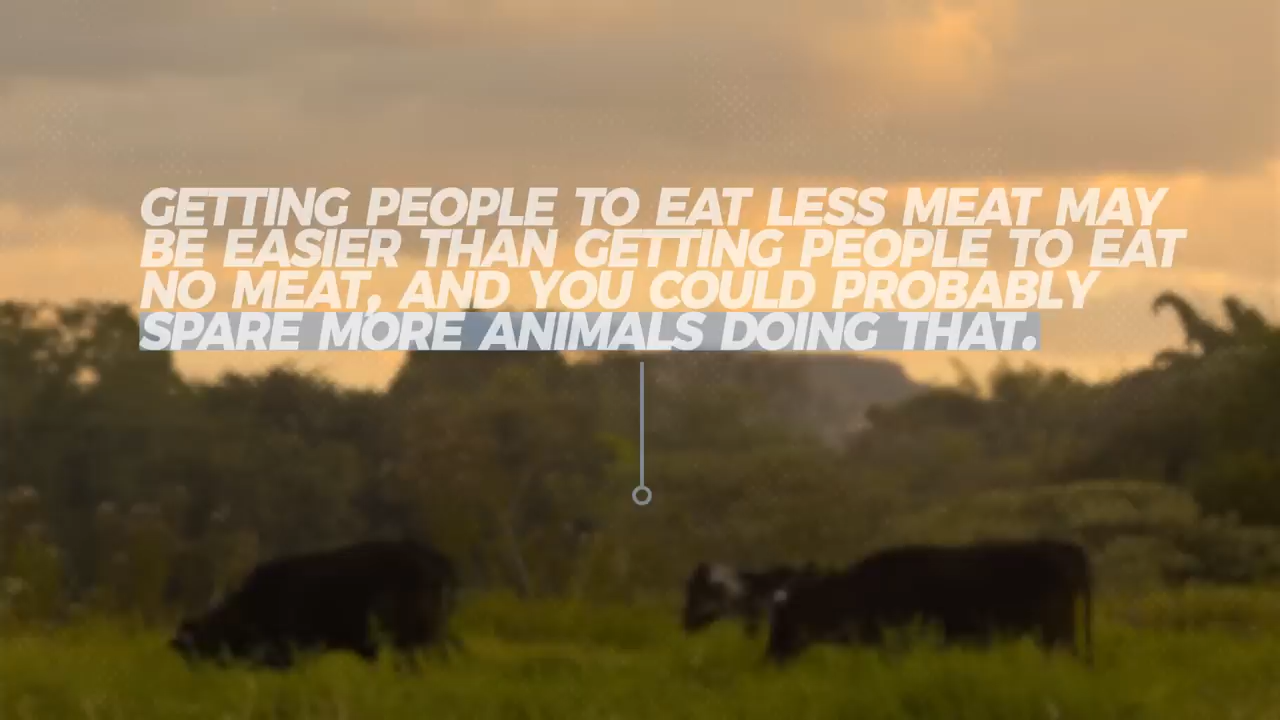 GETTING PEOPLE TO EAT LESS MEAT MAY
BE EASIER THAN GETTING PEOPLE TO EAT
NO MEAT, AND YOU COULD PROBABLY
SPARE MORE ANIMALS DOING THAT.